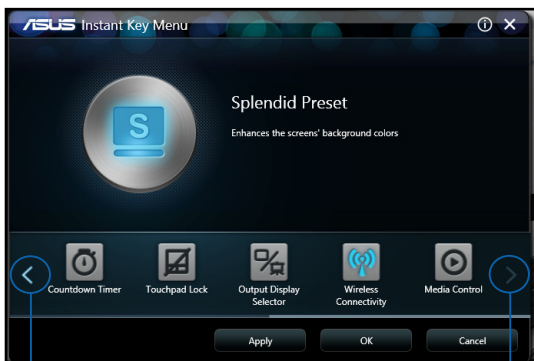 ASUS Instant Key Menu
S
Splendid Preset
Enhances the screens' background colors
Countdown Timer
Touchpad Lock
Output Display
Selector
Wireless
Connectivity
Media Control
Apply
OK
Cancel